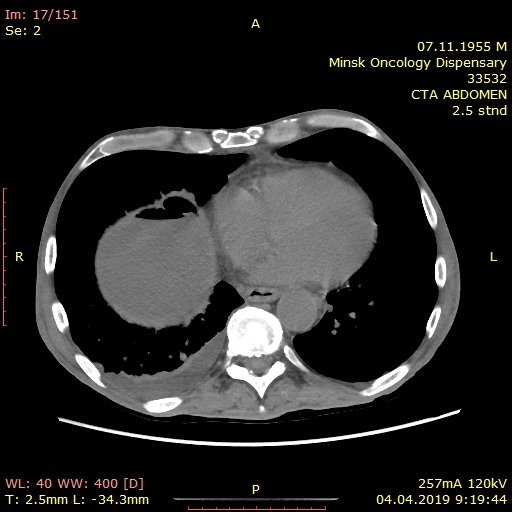 Im: 17/151
Se: 2
A
07.11.1955 M
Minsk Oncology Dispensary
33532
CTA ABDOMEN
2.5 stnd
R
L
WL: 40 WW: 400 [D]
T: 2.5mm L: -34.3mm
P
257mA 120kV
04.04.2019 9:19:44